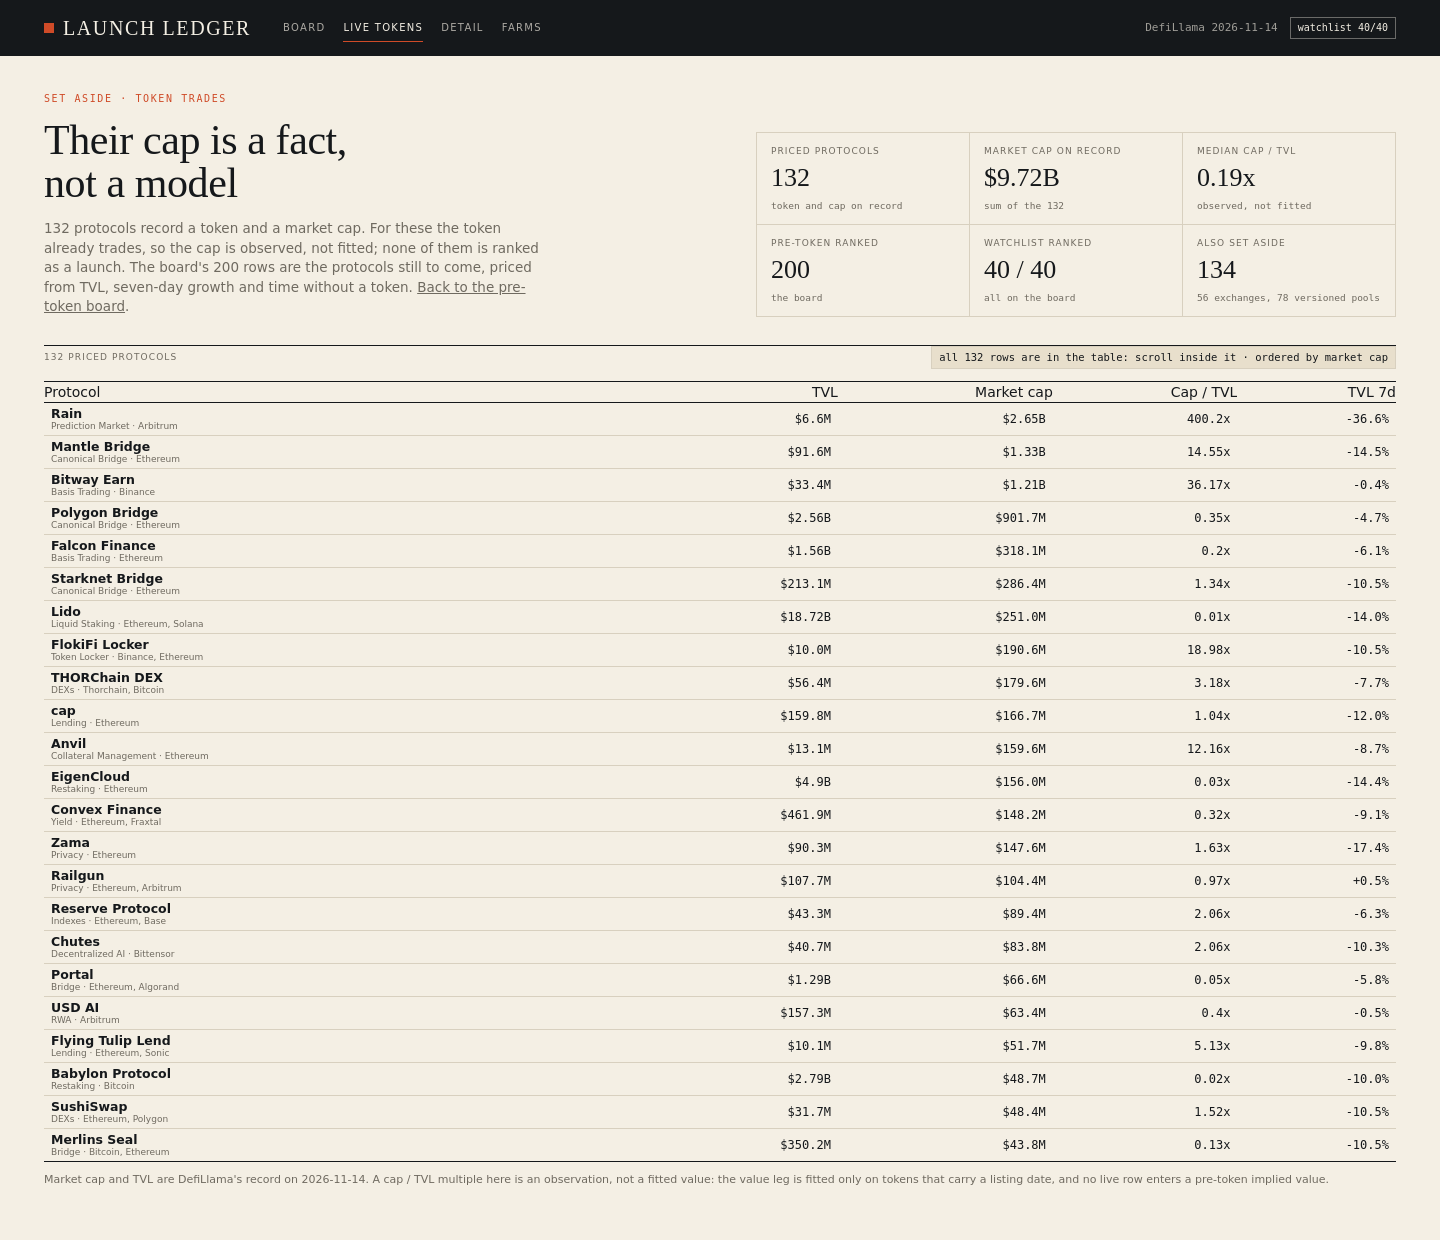 LAUNCH LEDGER BOARD LIVE TOKENS DETAIL FARMS DefiLlama 2026-11-14 watchlist 40/40
SET ASIDE · TOKEN TRADES
Their cap is a fact,
not a model
132 protocols record a token and a market cap. For these the token
already trades, so the cap is observed, not fitted; none of them is ranked
as a launch. The board's 200 rows are the protocols still to come, priced
from TVL, seven-day growth and time without a token. Back to the pre-
token board.
PRICED PROTOCOLS
132
token and cap on record
MARKET CAP ON RECORD
$9.72B
sum of the 132
MEDIAN CAP / TVL
0.19x
observed, not fitted
PRE-TOKEN RANKED
200
the board
WATCHLIST RANKED
40 / 40
all on the board
ALSO SET ASIDE
134
56 exchanges, 78 versioned pools
132 PRICED PROTOCOLS all 132 rows are in the table: scroll inside it · ordered by market cap
Protocol TVL Market cap Cap / TVL TVL 7d
Rain $6.6M $2.65B 400.2x -36.6%
Prediction Market · Arbitrum
Mantle Bridge $91.6M $1.33B 14.55x -14.5%
Canonical Bridge · Ethereum
Bitway Earn $33.4M $1.21B 36.17x -0.4%
Basis Trading · Binance
Polygon Bridge $2.56B $901.7M 0.35x -4.7%
Canonical Bridge · Ethereum
Falcon Finance $1.56B $318.1M 0.2x -6.1%
Basis Trading · Ethereum
Starknet Bridge $213.1M $286.4M 1.34x -10.5%
Canonical Bridge · Ethereum
Lido $18.72B $251.0M 0.01x -14.0%
Liquid Staking · Ethereum, Solana
FlokiFi Locker $10.0M $190.6M 18.98x -10.5%
Token Locker · Binance, Ethereum
THORChain DEX $56.4M $179.6M 3.18x -7.7%
DEXs · Thorchain, Bitcoin
cap $159.8M $166.7M 1.04x -12.0%
Lending · Ethereum
Anvil $13.1M $159.6M 12.16x -8.7%
Collateral Management · Ethereum
EigenCloud $4.9B $156.0M 0.03x -14.4%
Restaking · Ethereum
Convex Finance $461.9M $148.2M 0.32x -9.1%
Yield · Ethereum, Fraxtal
Zama $90.3M $147.6M 1.63x -17.4%
Privacy · Ethereum
Railgun $107.7M $104.4M 0.97x +0.5%
Privacy · Ethereum, Arbitrum
Reserve Protocol $43.3M $89.4M 2.06x -6.3%
Indexes · Ethereum, Base
Chutes $40.7M $83.8M 2.06x -10.3%
Decentralized AI · Bittensor
Portal $1.29B $66.6M 0.05x -5.8%
Bridge · Ethereum, Algorand
USD AI $157.3M $63.4M 0.4x -0.5%
RWA · Arbitrum
Flying Tulip Lend $10.1M $51.7M 5.13x -9.8%
Lending · Ethereum, Sonic
Babylon Protocol $2.79B $48.7M 0.02x -10.0%
Restaking · Bitcoin
SushiSwap $31.7M $48.4M 1.52x -10.5%
DEXs · Ethereum, Polygon
Merlins Seal $350.2M $43.8M 0.13x -10.5%
Bridge · Bitcoin, Ethereum
Market cap and TVL are DefiLlama's record on 2026-11-14. A cap / TVL multiple here is an observation, not a fitted value: the value leg is fitted only on tokens that carry a listing date, and no live row enters a pre-token implied value.